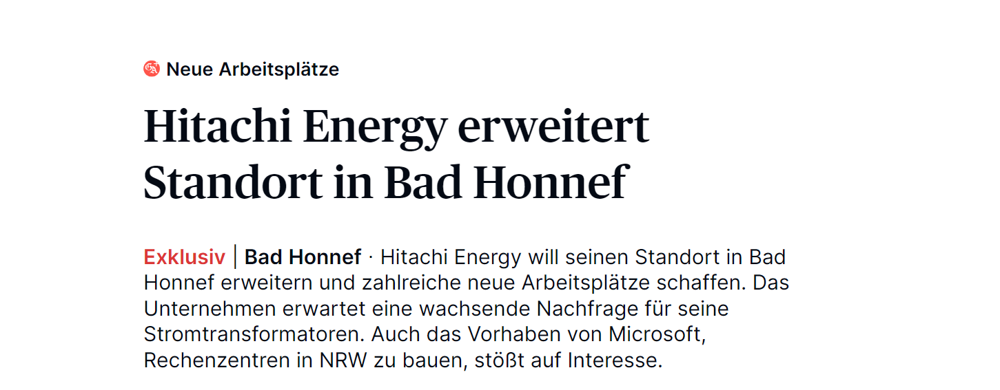 Neue Arbeitsplätze
Hitachi Energy erweitert
Standort in Bad Honnef
Exklusiv | Bad Honnef · Hitachi Energy will seinen Standort in Bad
Honnef erweitern und zahlreiche neue Arbeitsplätze schaffen. Das
Unternehmen erwartet eine wachsende Nachfrage für seine
Stromtransformatoren. Auch das Vorhaben von Microsoft,
Rechenzentren in NRW zu bauen, stößt auf Interesse.